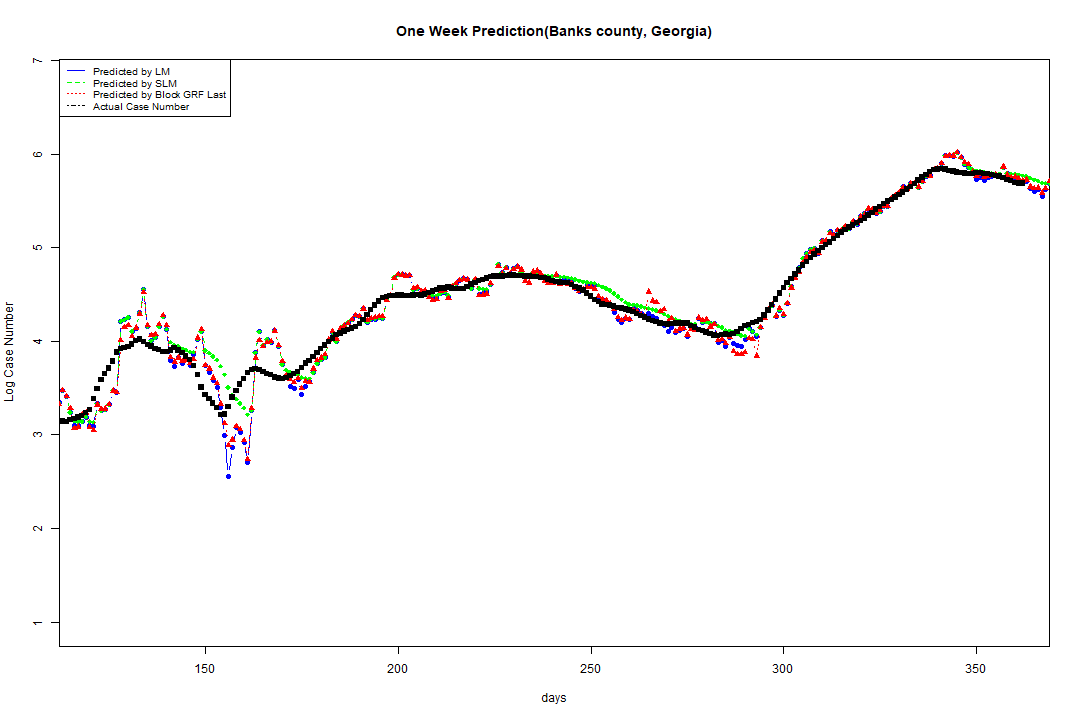 One Week Prediction(Banks county, Georgia)
Predicted by LM
Predicted by SLM
Predicted by Block GRF Last
Actual Case Number
7
6
5
4
3
2
1
Log Case Number
150 200 250 300 350
days